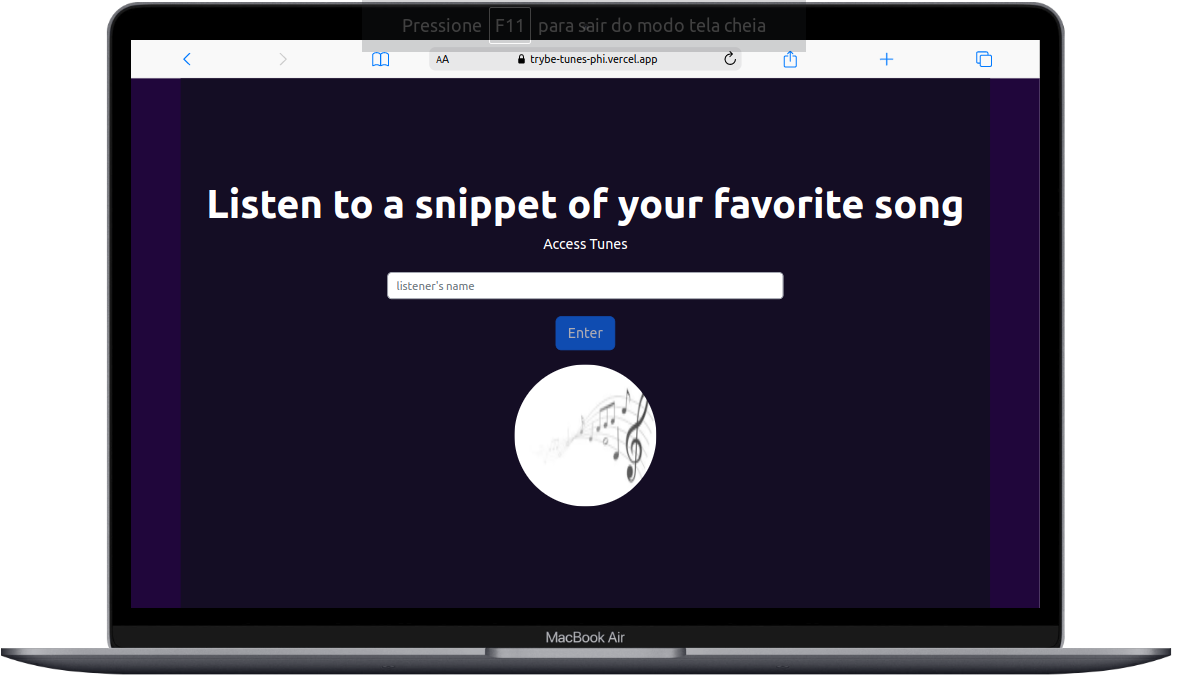 Pressione F11 para sair do modo tela cheia
AA trybe-tunes-phi.vercel.app
Listen to a snippet of your favorite song
Access Tunes
listener's name
Enter
MacBook Air